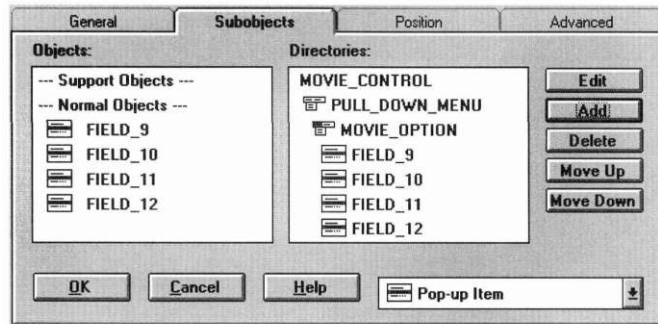 General
Subobjects
Position
Advanced
Objects:
--- Support Objects ---
--- Normal Objects ---
FIELD_9
FIELD_10
FIELD_11
FIELD_12
Directories:
MOVIE_CONTROL
PULL_DOWN_MENU
MOVIE_OPTION
FIELD_9
FIELD_10
FIELD_11
FIELD_12
Edit
Add
Delete
Move Up
Move Down
OK
Cancel
Help
Pop-up Item